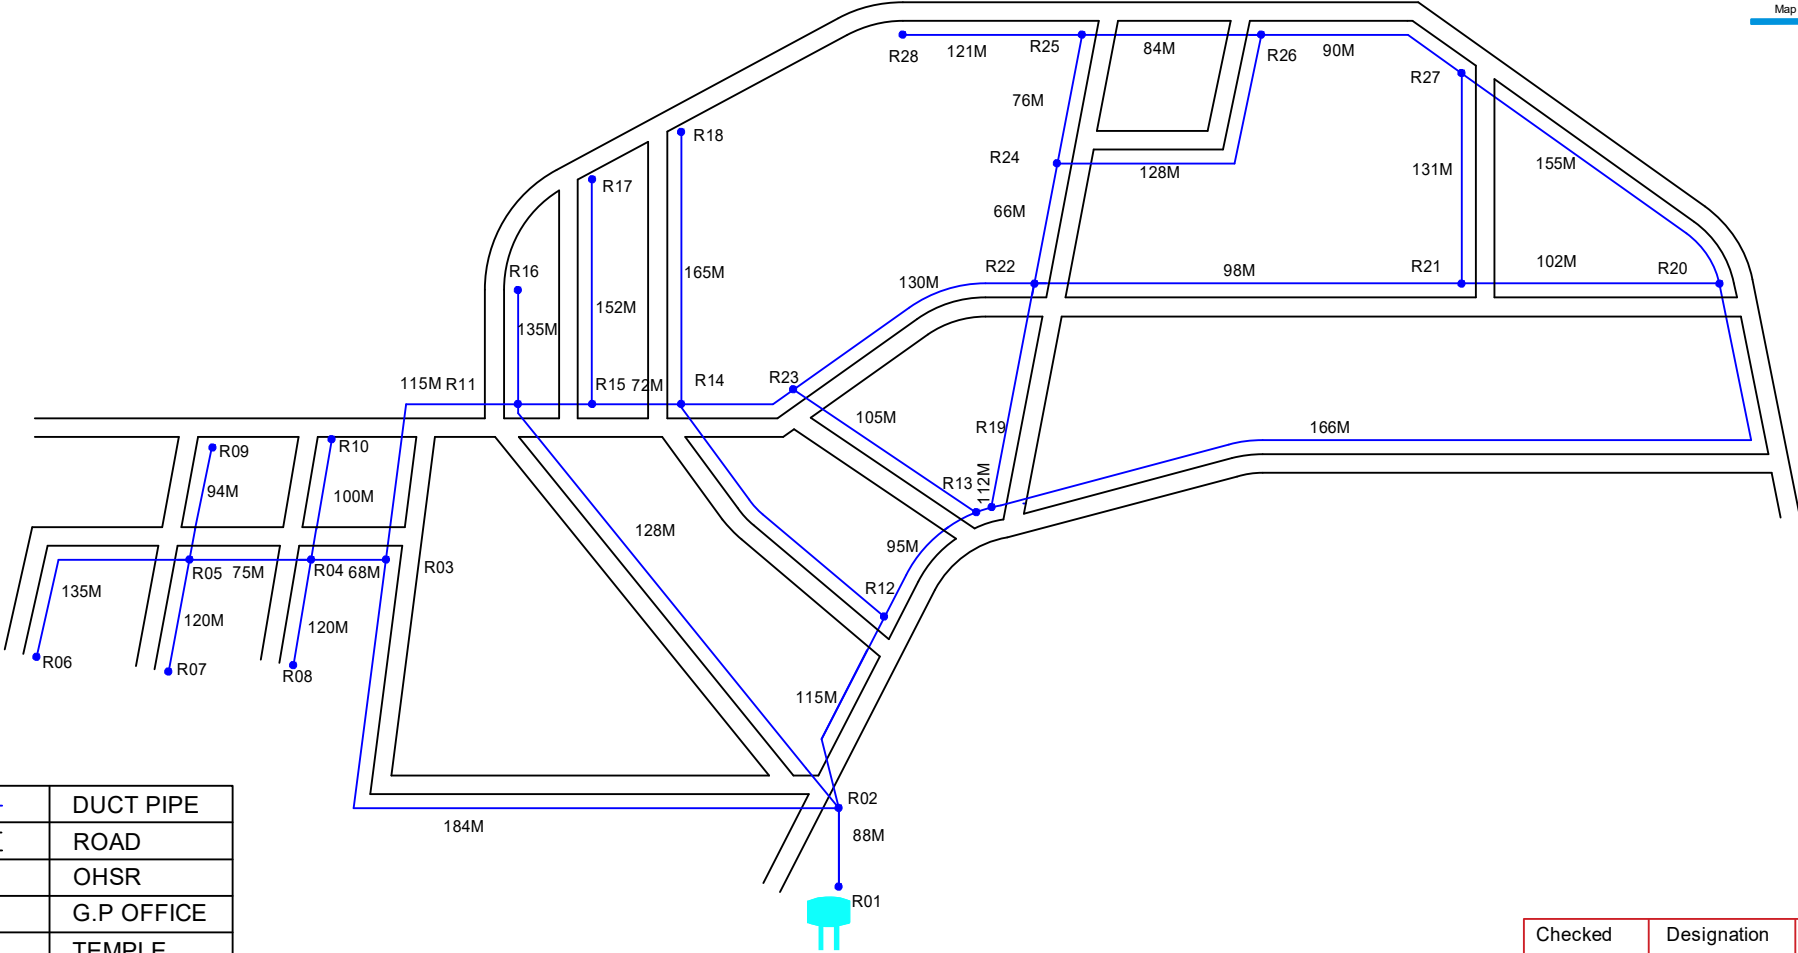 Map
R28
121M
R25
84M
R26
90M
R27
76M
R18
R24
128M
131M
155M
R17
66M
R16
165M
R22
98M
R21
102M
R20
130M
152M
135M
115M R11
R15 72M
R14
R23
105M
R19
166M
R09
R10
94M
100M
R13
112M
128M
95M
R05
75M
R04 68M
R03
135M
R12
120M
120M
R06
R07
R08
115M
R02
184M
88M
R01
DUCT PIPE
ROAD
OHSR
G.P OFFICE
TEMPLE
Checked
Designation